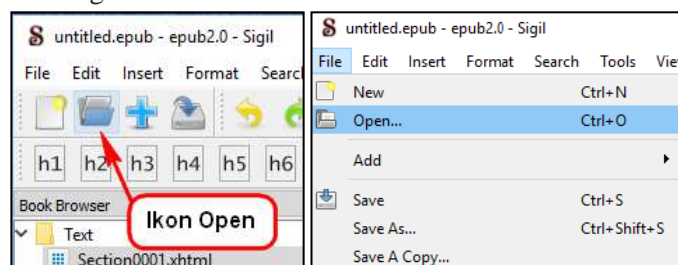 untitled.epub - epub2.0 - Sigil
File Edit Insert Format Searc
h1 h2 h3 h4 h5 h6
Ikon Open
Book Browser
Text
Section0001.xhtml
untitled.epub - epub2.0 - Sigil
File Edit Insert Format Search Tools Vie
New Ctrl+N
Open... Ctrl+O
Add
Save Ctrl+S
Save As... Ctrl+Shift+S
Save A Copy...